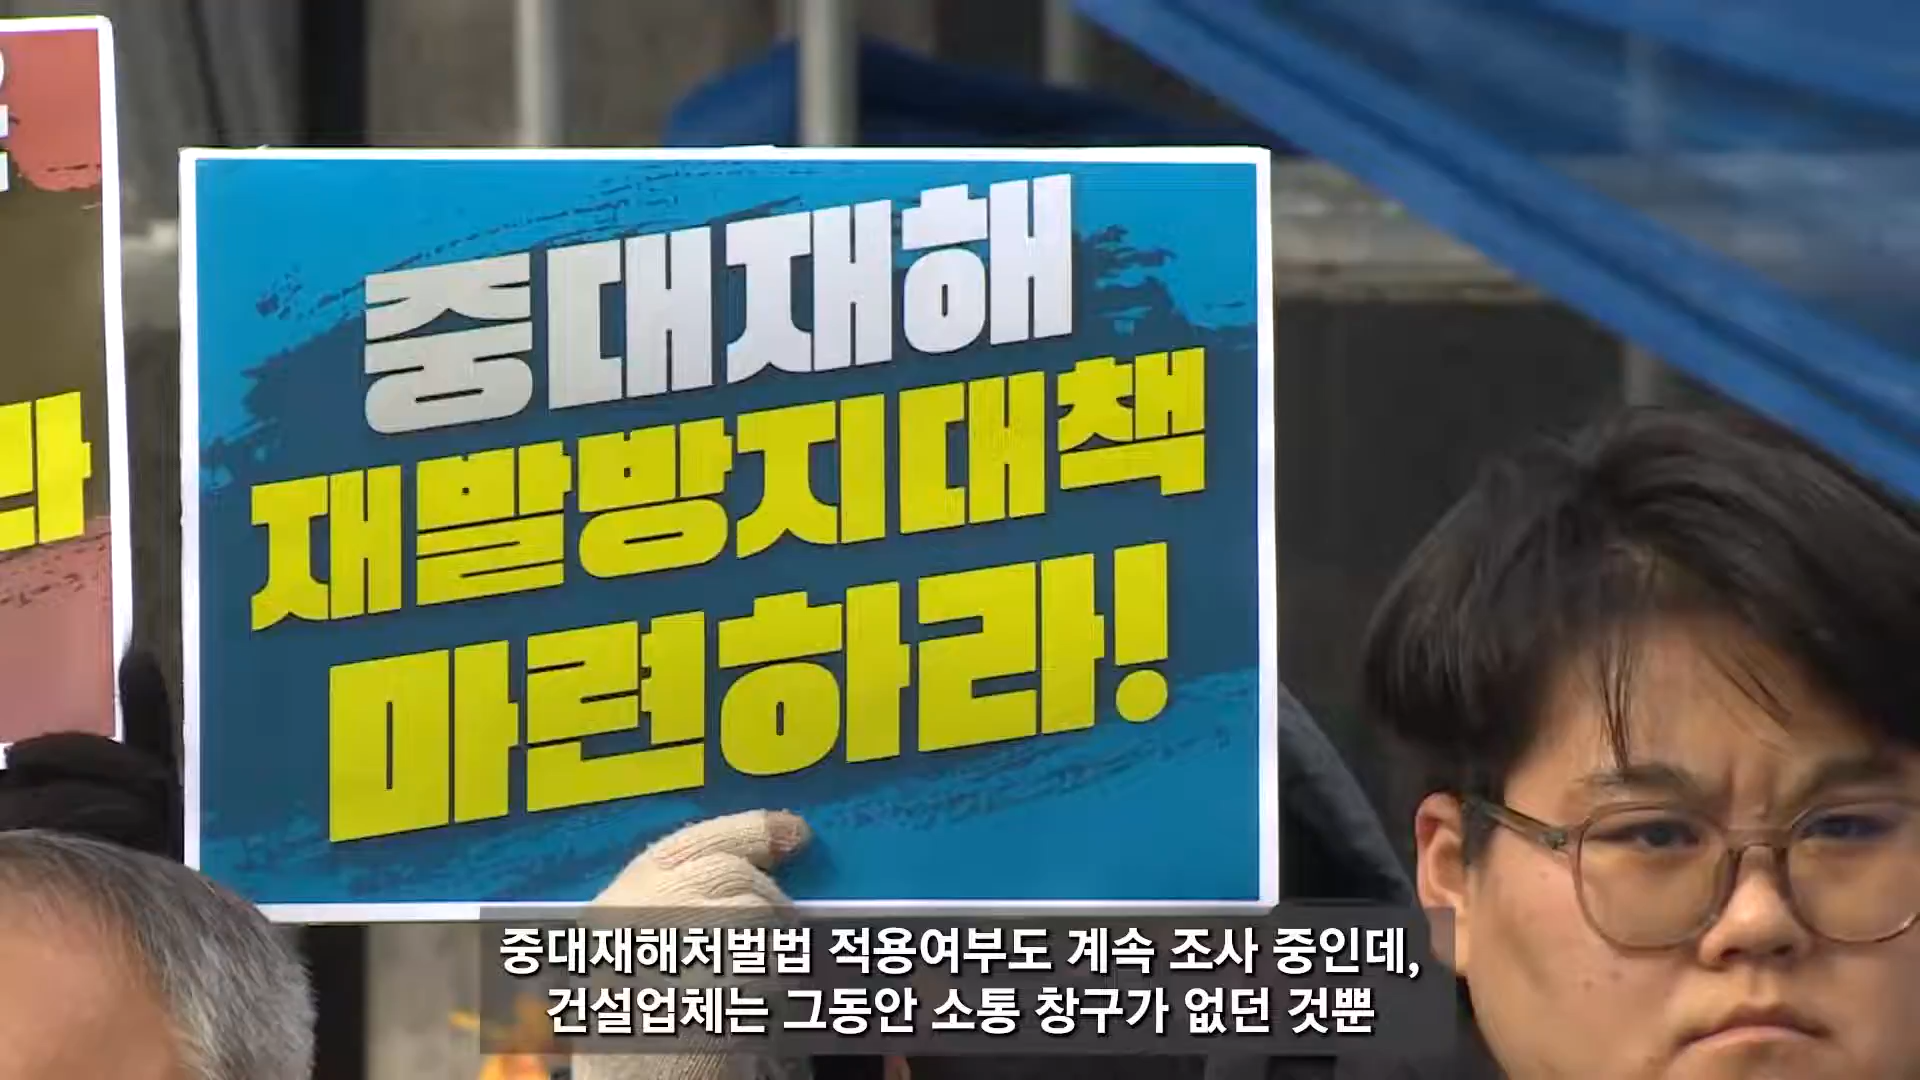 중대재해
재발방지대책
마련하라!
중대재해처벌법 적용여부도 계속 조사 중인데,
건설업체는 그동안 소통 창구가 없던 것뿐